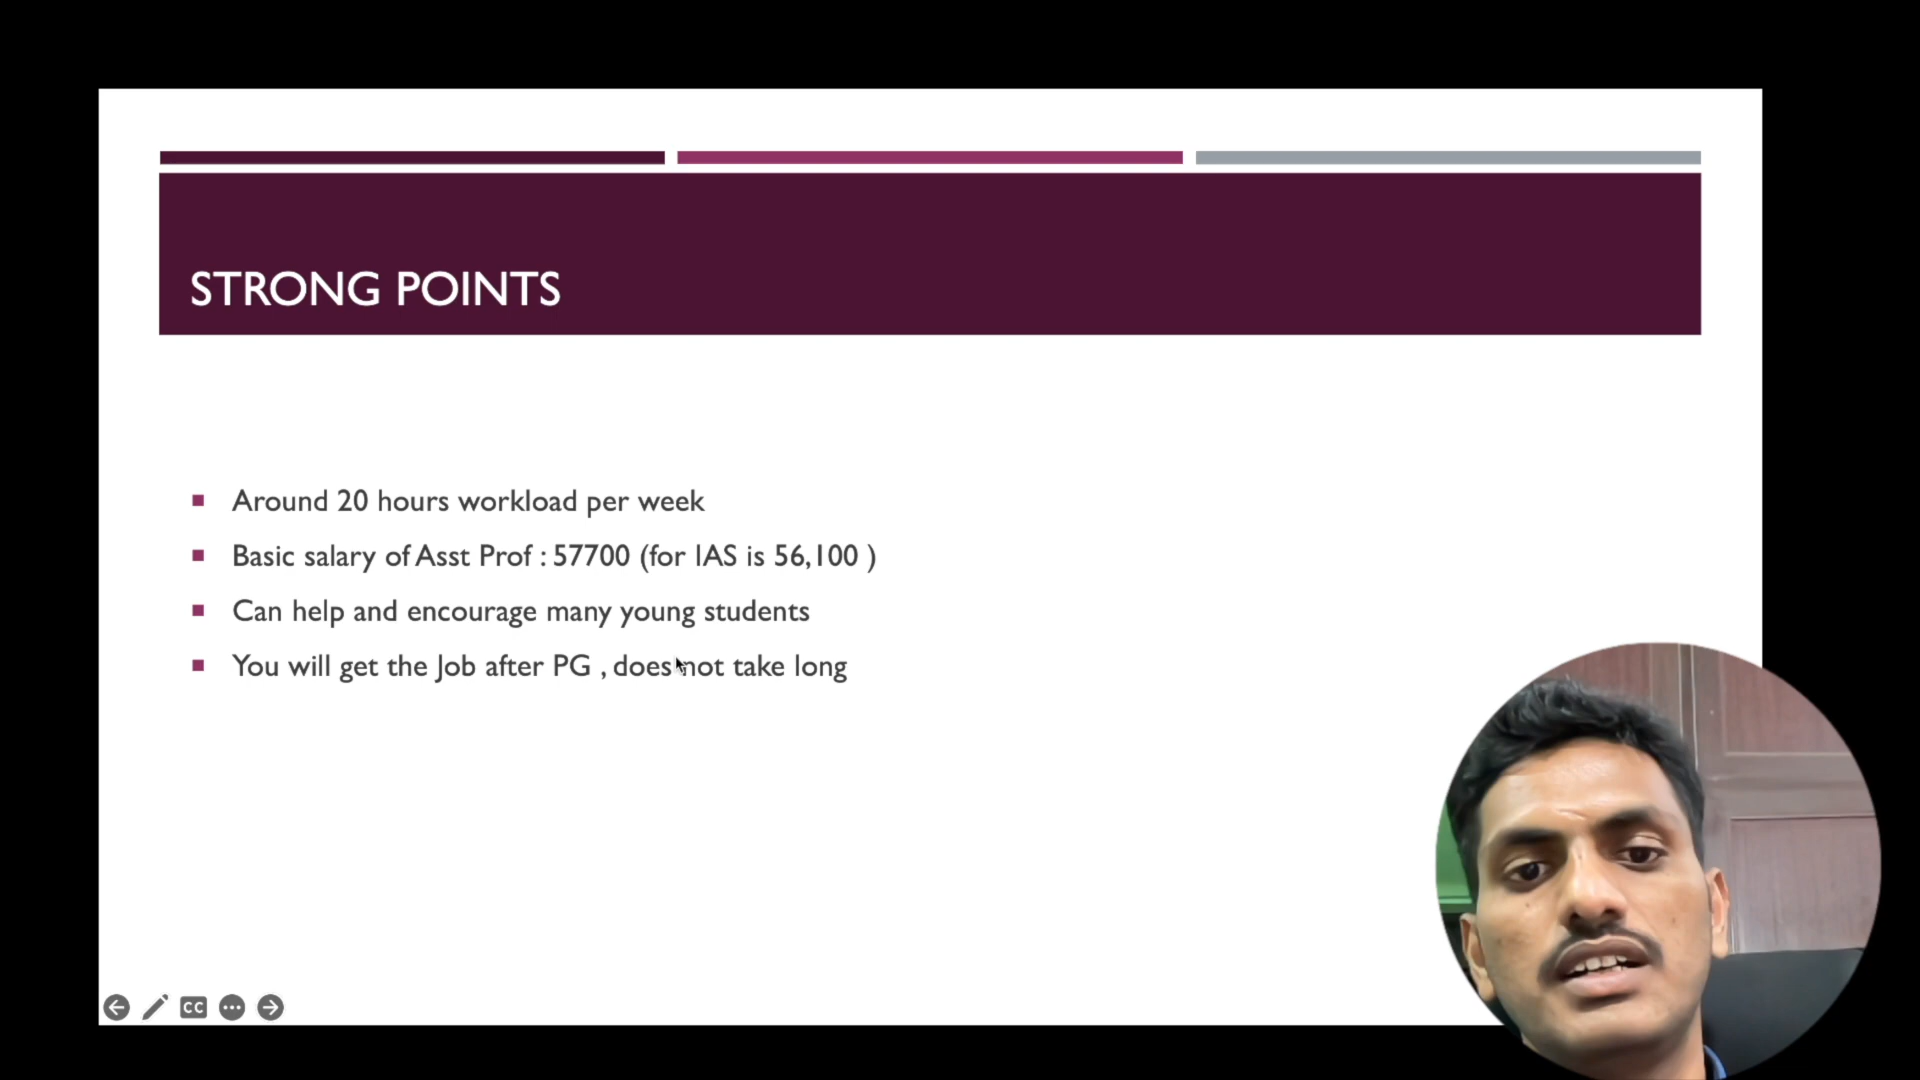 STRONG POINTS
Around 20 hours workload per week
Basic salary of Asst Prof : 57700 (for IAS is 56,100 )
Can help and encourage many young students
You will get the Job after PG , does not take long
CC